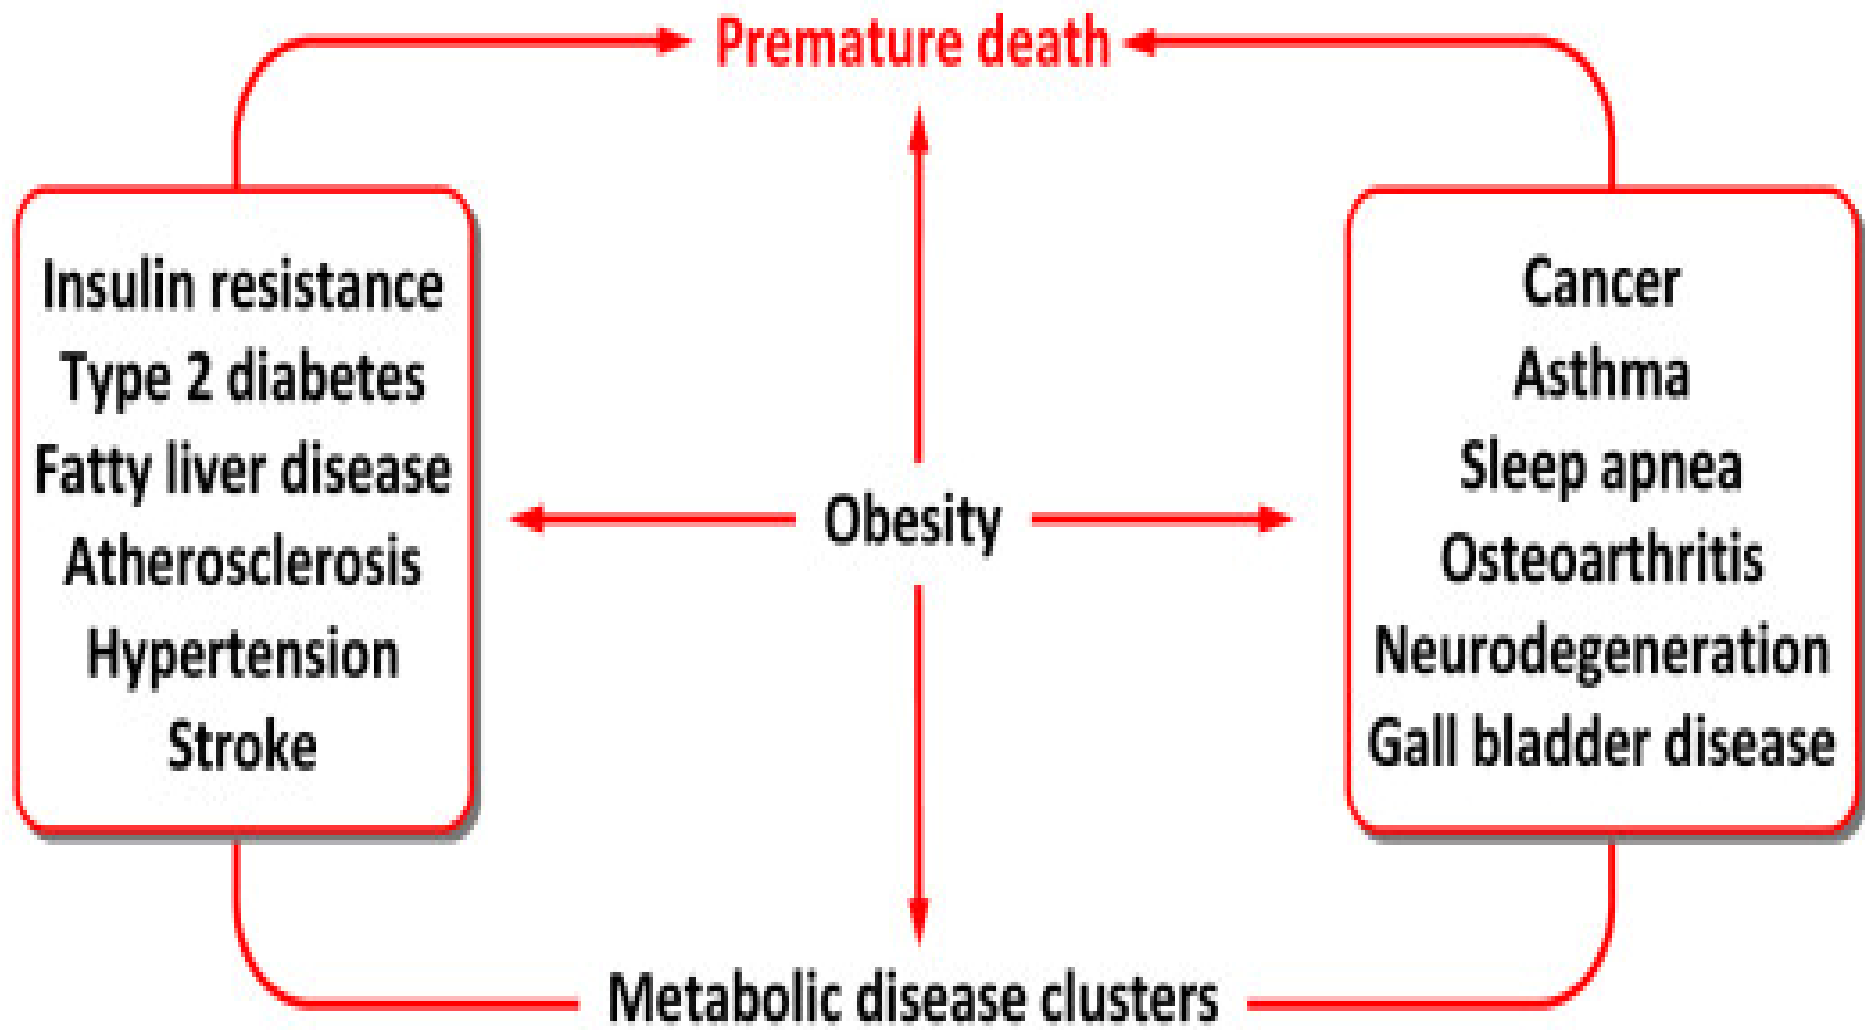 Premature death
Insulin resistance
Type 2 diabetes
Fatty liver disease
Atherosclerosis
Hypertension
Stroke
Obesity
Cancer
Asthma
Sleep apnea
Osteoarthritis
Neurodegeneration
Gall bladder disease
Metabolic disease clusters